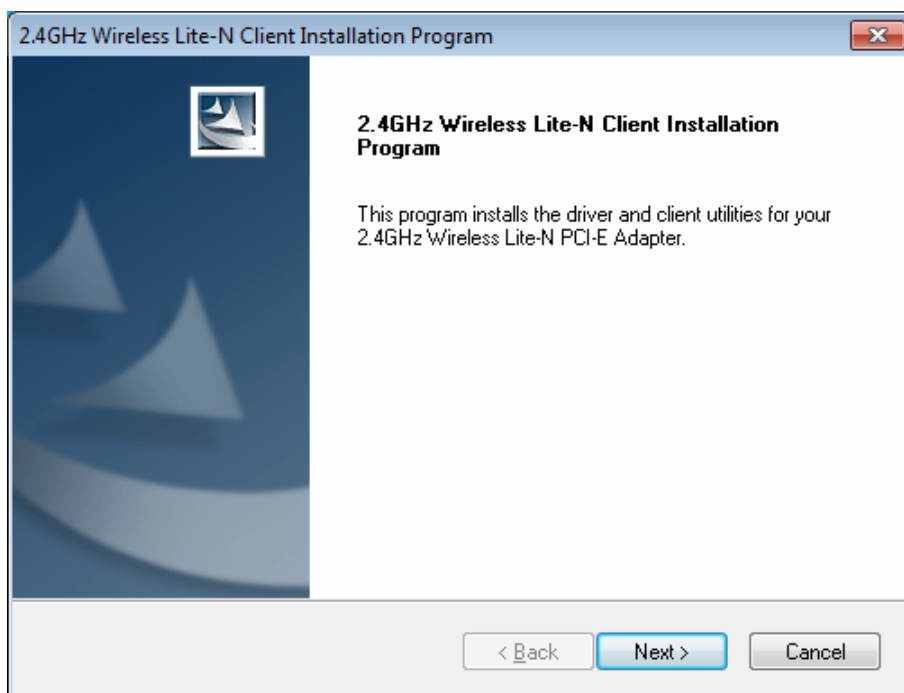 2.4GHz Wireless Lite-N Client Installation Program
2.4GHz Wireless Lite-N Client Installation
Program
This program installs the driver and client utilities for your
2.4GHz Wireless Lite-N PCI-E Adapter.
< Back
Next >
Cancel